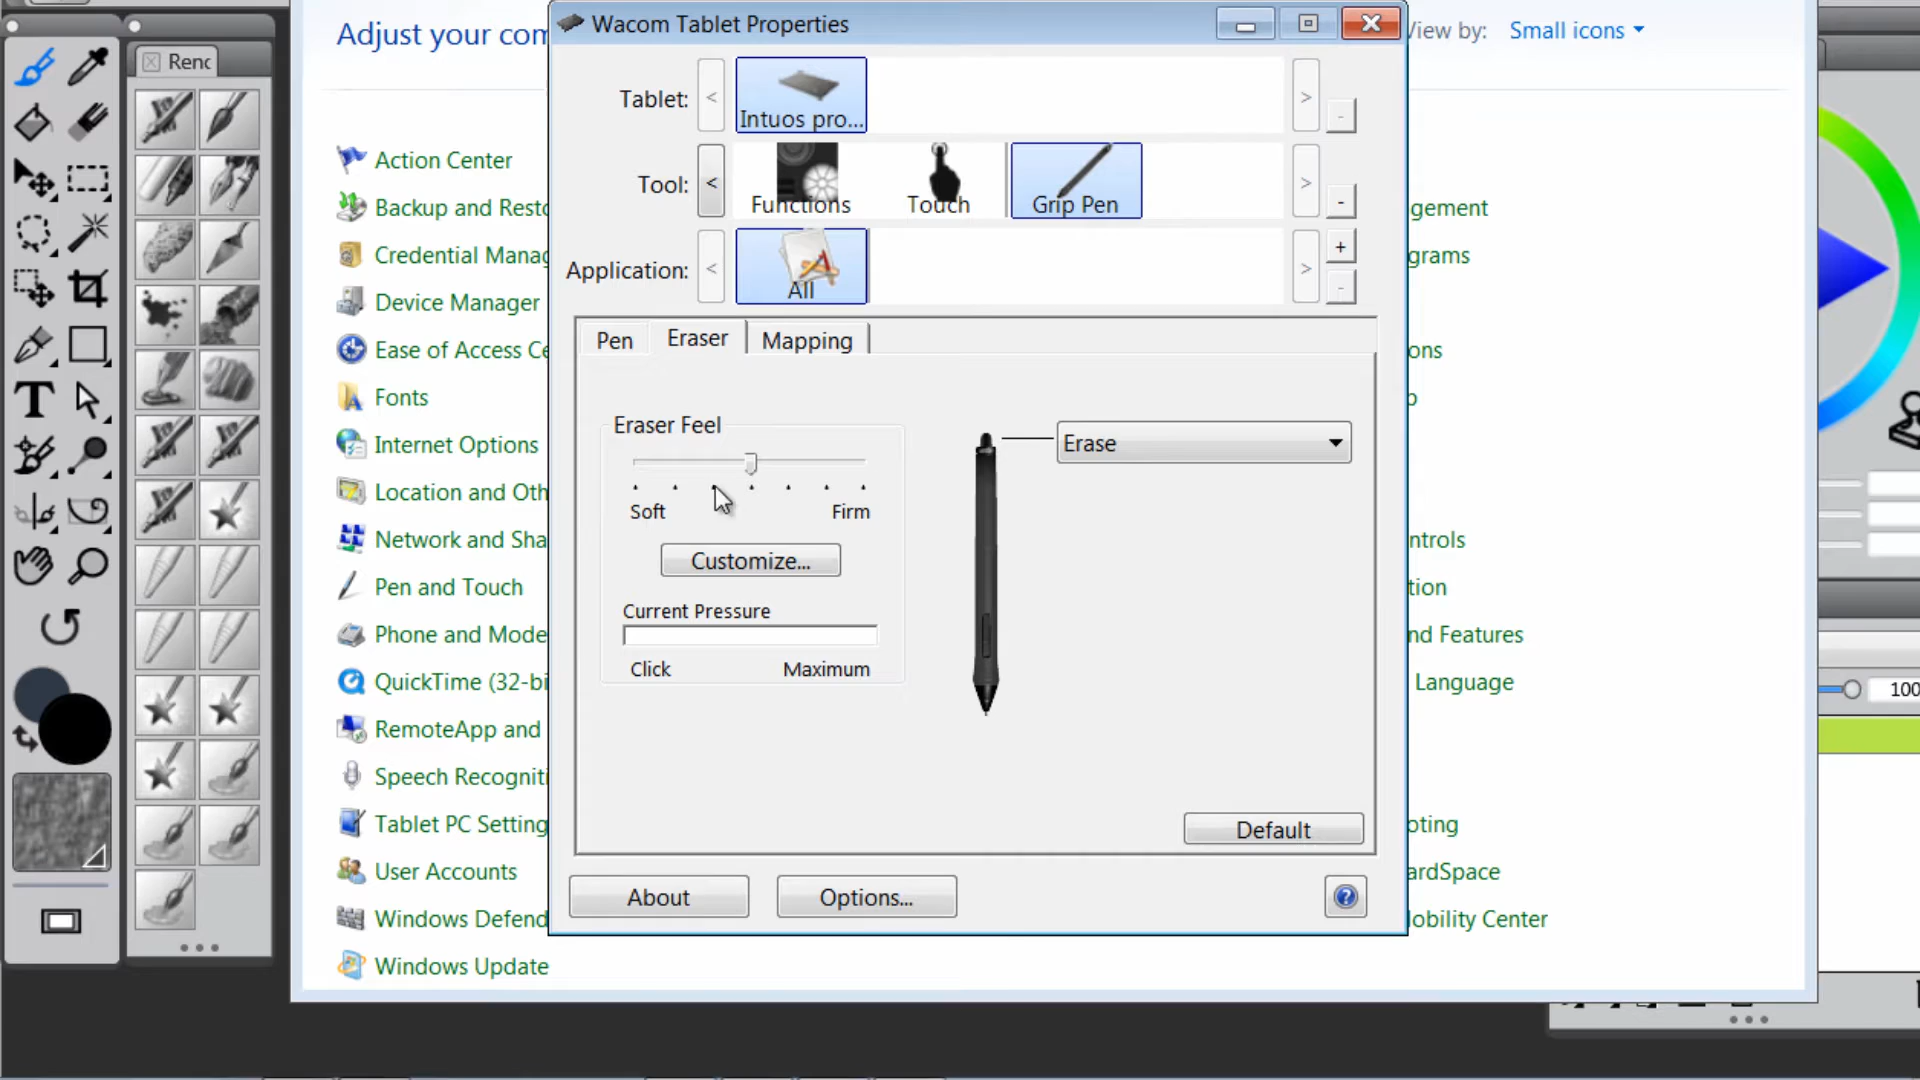 Adjust your com
Wacom Tablet Properties
View by:
Small icons
Tablet:
Intuos pro...
Tool:
Functions
Touch
Grip Pen
Application:
All
Renc
Pen
Eraser
Mapping
Eraser Feel
Soft
Firm
Customize...
Current Pressure
Click
Maximum
Erase
Default
About
Options...
Action Center
Backup and Resto
Credential Manag
Device Manager
Ease of Access Ce
Fonts
Internet Options
Location and Oth
Network and Sha
Pen and Touch
Phone and Mode
QuickTime (32-bi
RemoteApp and
Speech Recogniti
Tablet PC Setting
User Accounts
Windows Defend
Windows Update
gement
grams
ons
p
ntrols
tion
nd Features
Language
oting
ardSpace
lobility Center
100
T